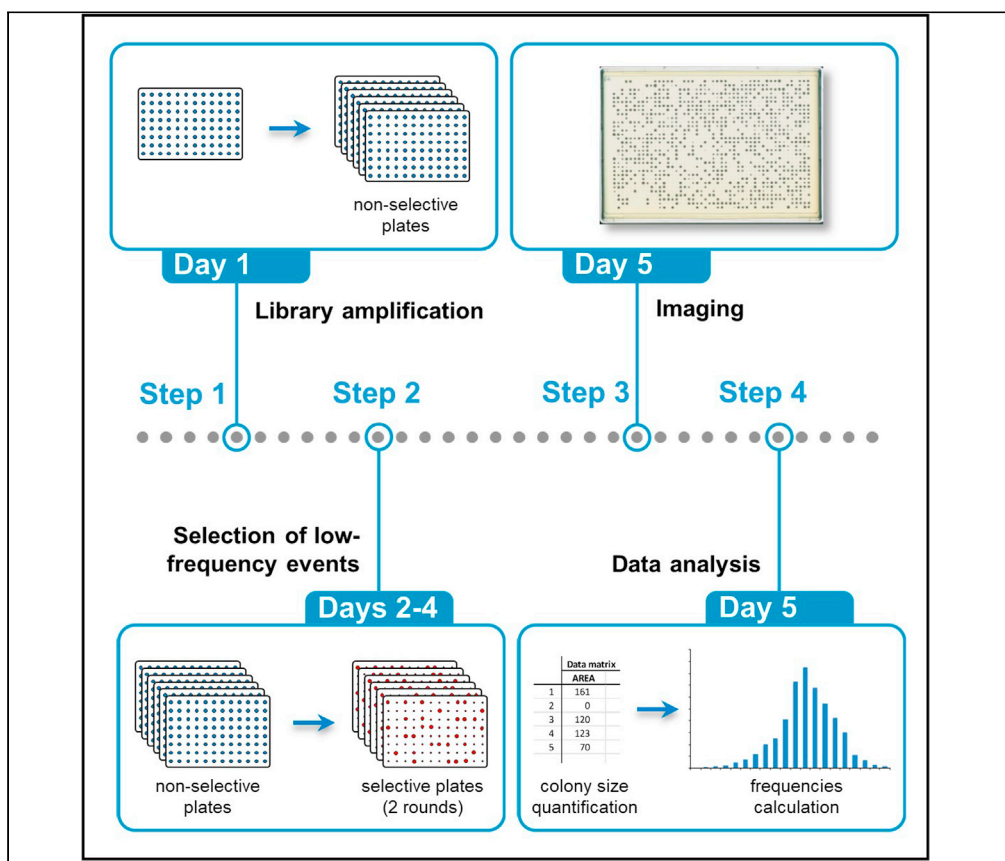 non-selective
plates
Day 1
Library amplification
Day 5
Imaging
Step 1
Step 2
Step 3
Step 4
Selection of low-
frequency events
Days 2-4
non-selective
plates
selective plates
(2 rounds)
Data analysis
Day 5
Data matrix
AREA
1 161
2 0
3 120
4 123
5 70
colony size
quantification
frequencies
calculation